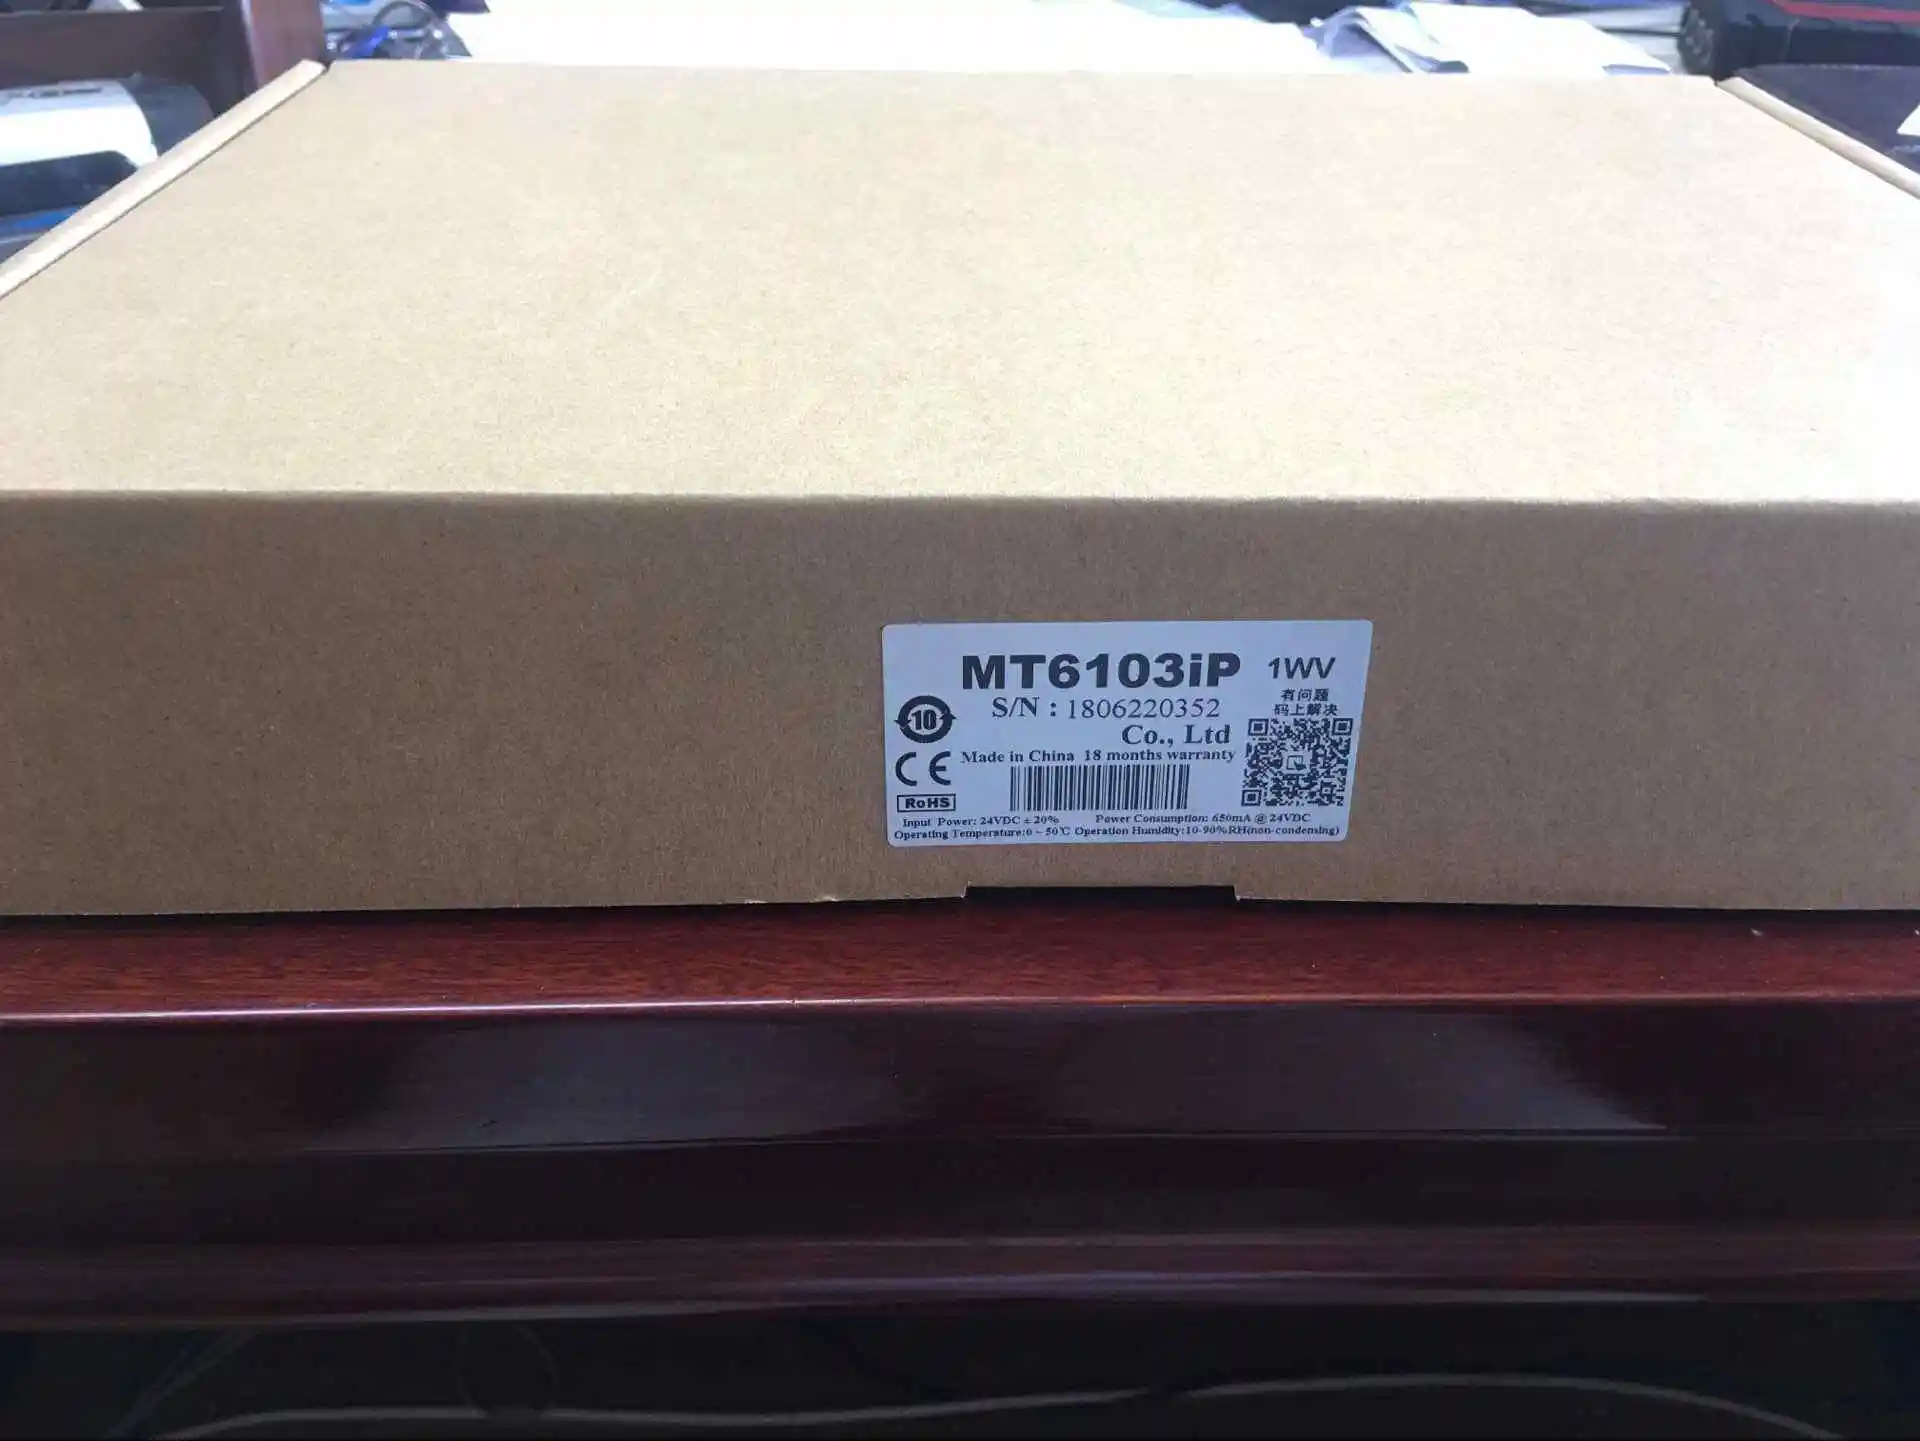 MT6103iP 1WV
S/N：1806220352
有问题
码上解决
10
Co., Ltd
CE
Made in China 18 months warranty
RoHS
Input Power: 24VDC ± 20% Power Consumption: 650mA @ 24VDC
Operating Temperature:0 ~ 50℃ Operation Humidity:10-90%RH(non-condensing)